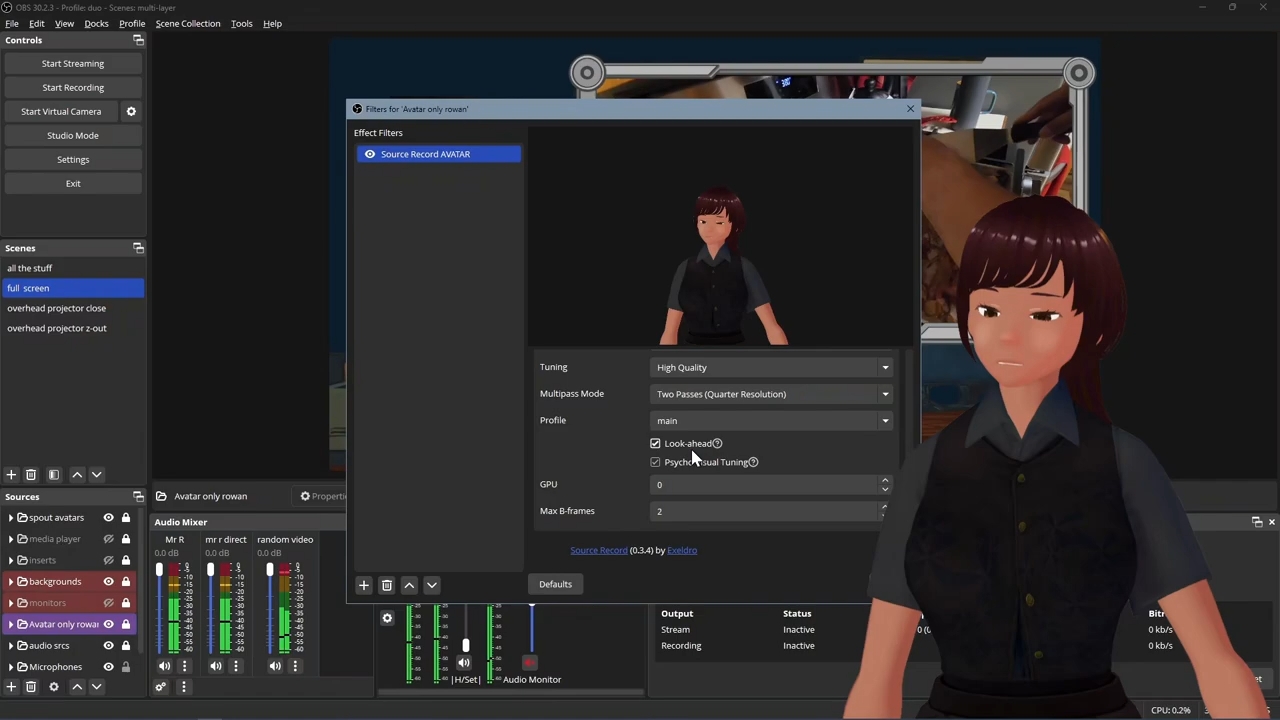 OBS 30.2.3 - Profile: duo - Scenes: multi-layer
File Edit View Docks Profile Scene Collection Tools Help
Controls
Start Streaming
Start Recording
Start Virtual Camera
Studio Mode
Settings
Exit
Scenes
all the stuff
full screen
overhead projector close
overhead projector z-out
Filters for 'Avatar only rowan'
Effect Filters
Source Record AVATAR
Tuning
High Quality
Multipass Mode
Two Passes (Quarter Resolution)
Profile
main
Look-ahead
Psychovisual Tuning
GPU
0
Max B-frames
2
Source Record (0.3.4) by Exeldro
Defaults
Sources
spout avatars
media player
inserts
backgrounds
monitors
Avatar only rowar
audio srcs
Microphones
Avatar only rowan
Audio Mixer
Mr R
0.0 dB
mr r direct
0.0 dB
random video
0.0 dB
|H/Set|
Audio Monitor
Output Status
Stream Inactive
Recording Inactive
0 kb/s
0 kb/s
CPU: 0.2%